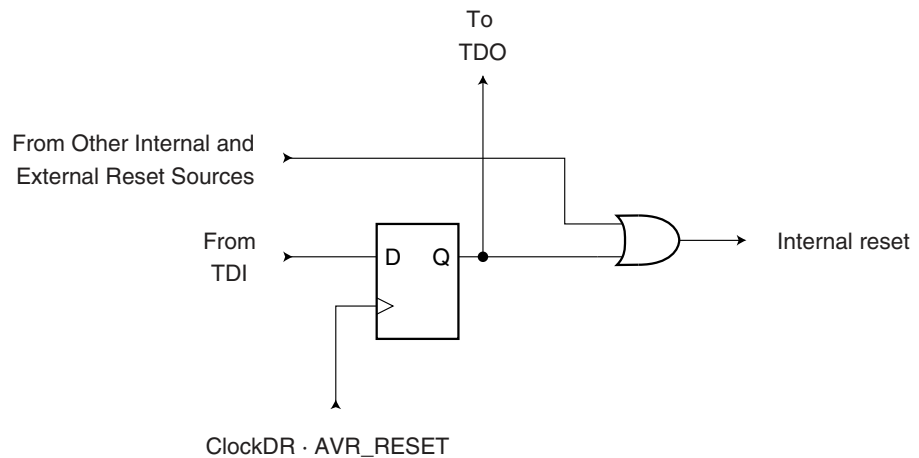 To
TDO
From Other Internal and
External Reset Sources
From
TDI
D Q
Internal reset
ClockDR · AVR_RESET